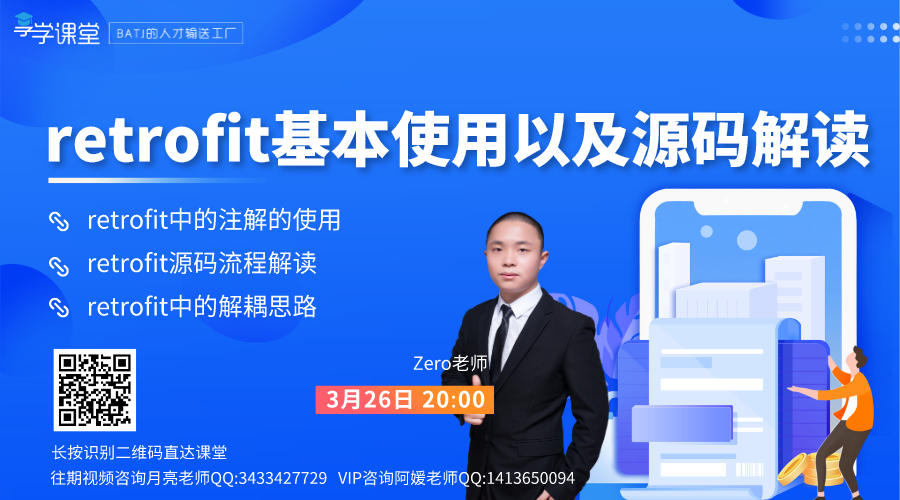 学学课堂
BATJ的人才输送工厂
retrofit基本使用以及源码解读
retrofit中的注解的使用
retrofit源码流程解读
retrofit中的解耦思路
Zero老师
3月26日 20:00
长按识别二维码直达课堂
往期视频咨询月亮老师QQ:3433427729 VIP咨询阿媛老师QQ:1413650094